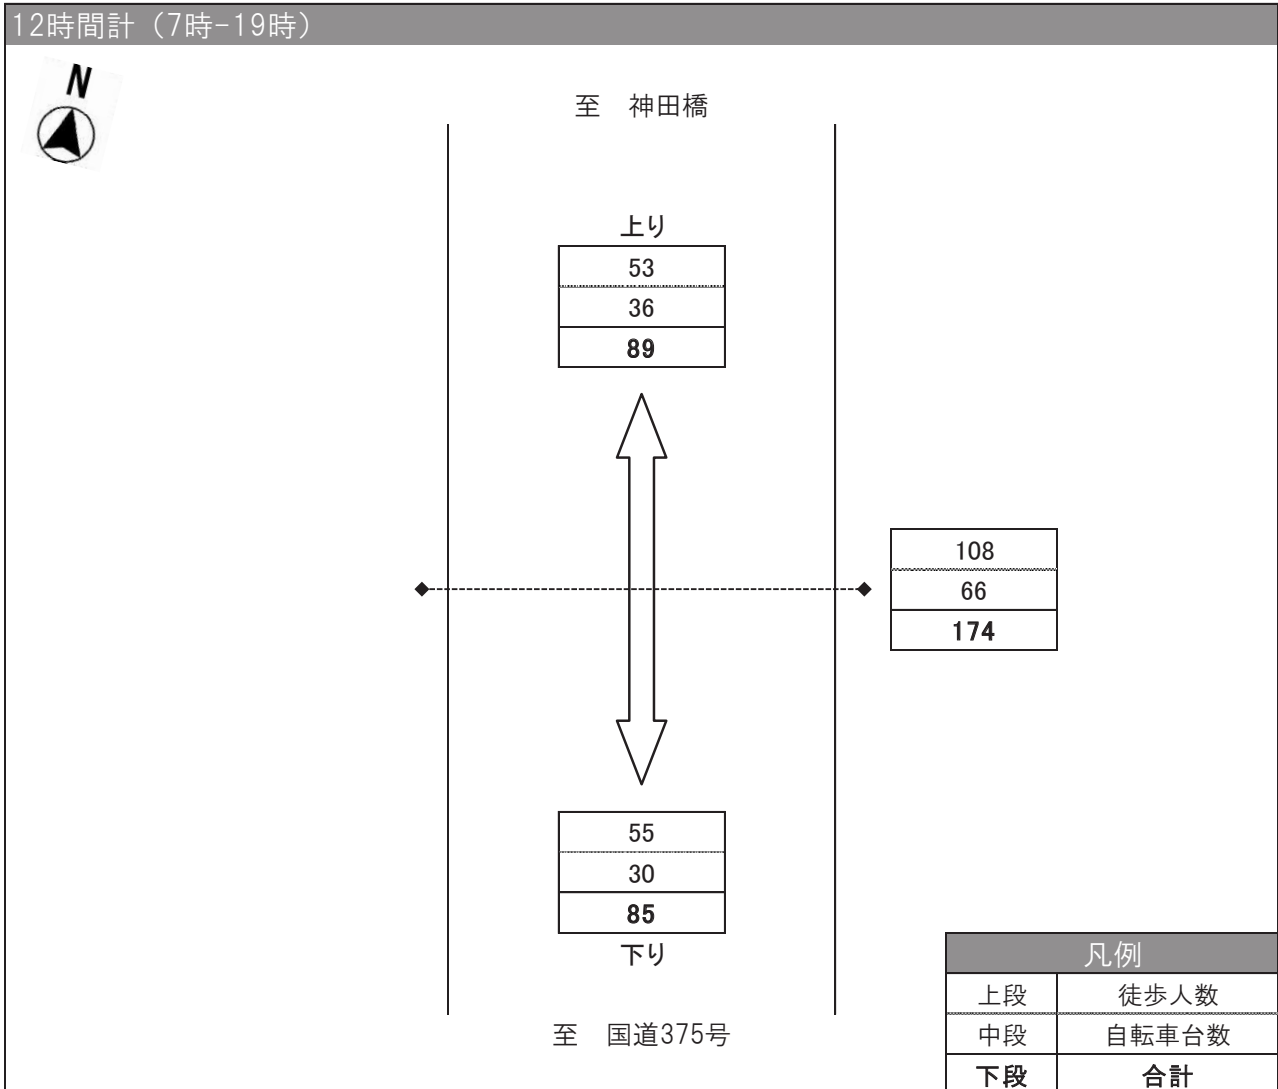 12時間計（7時-19時）
N
至　神田橋
上り
53
36
89
108
66
174
55
30
85
下り
至　国道375号
凡例
上段 徒歩人数
中段 自転車台数
下段 合計